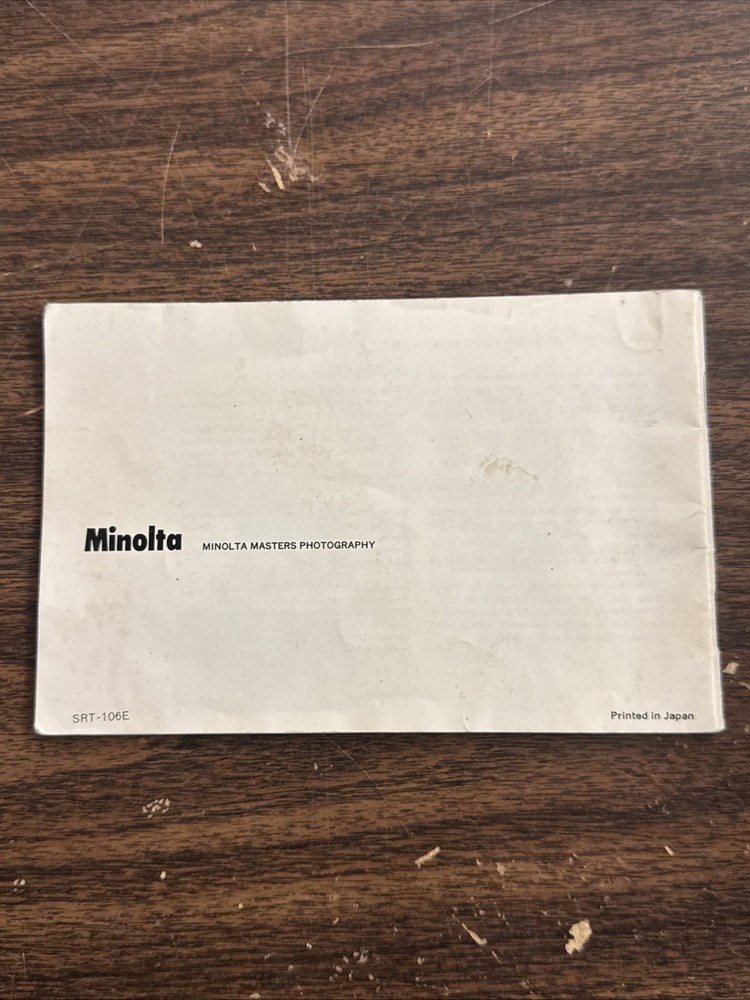 Minolta MINOLTA MASTERS PHOTOGRAPHY
SRT-106E Printed in Japan